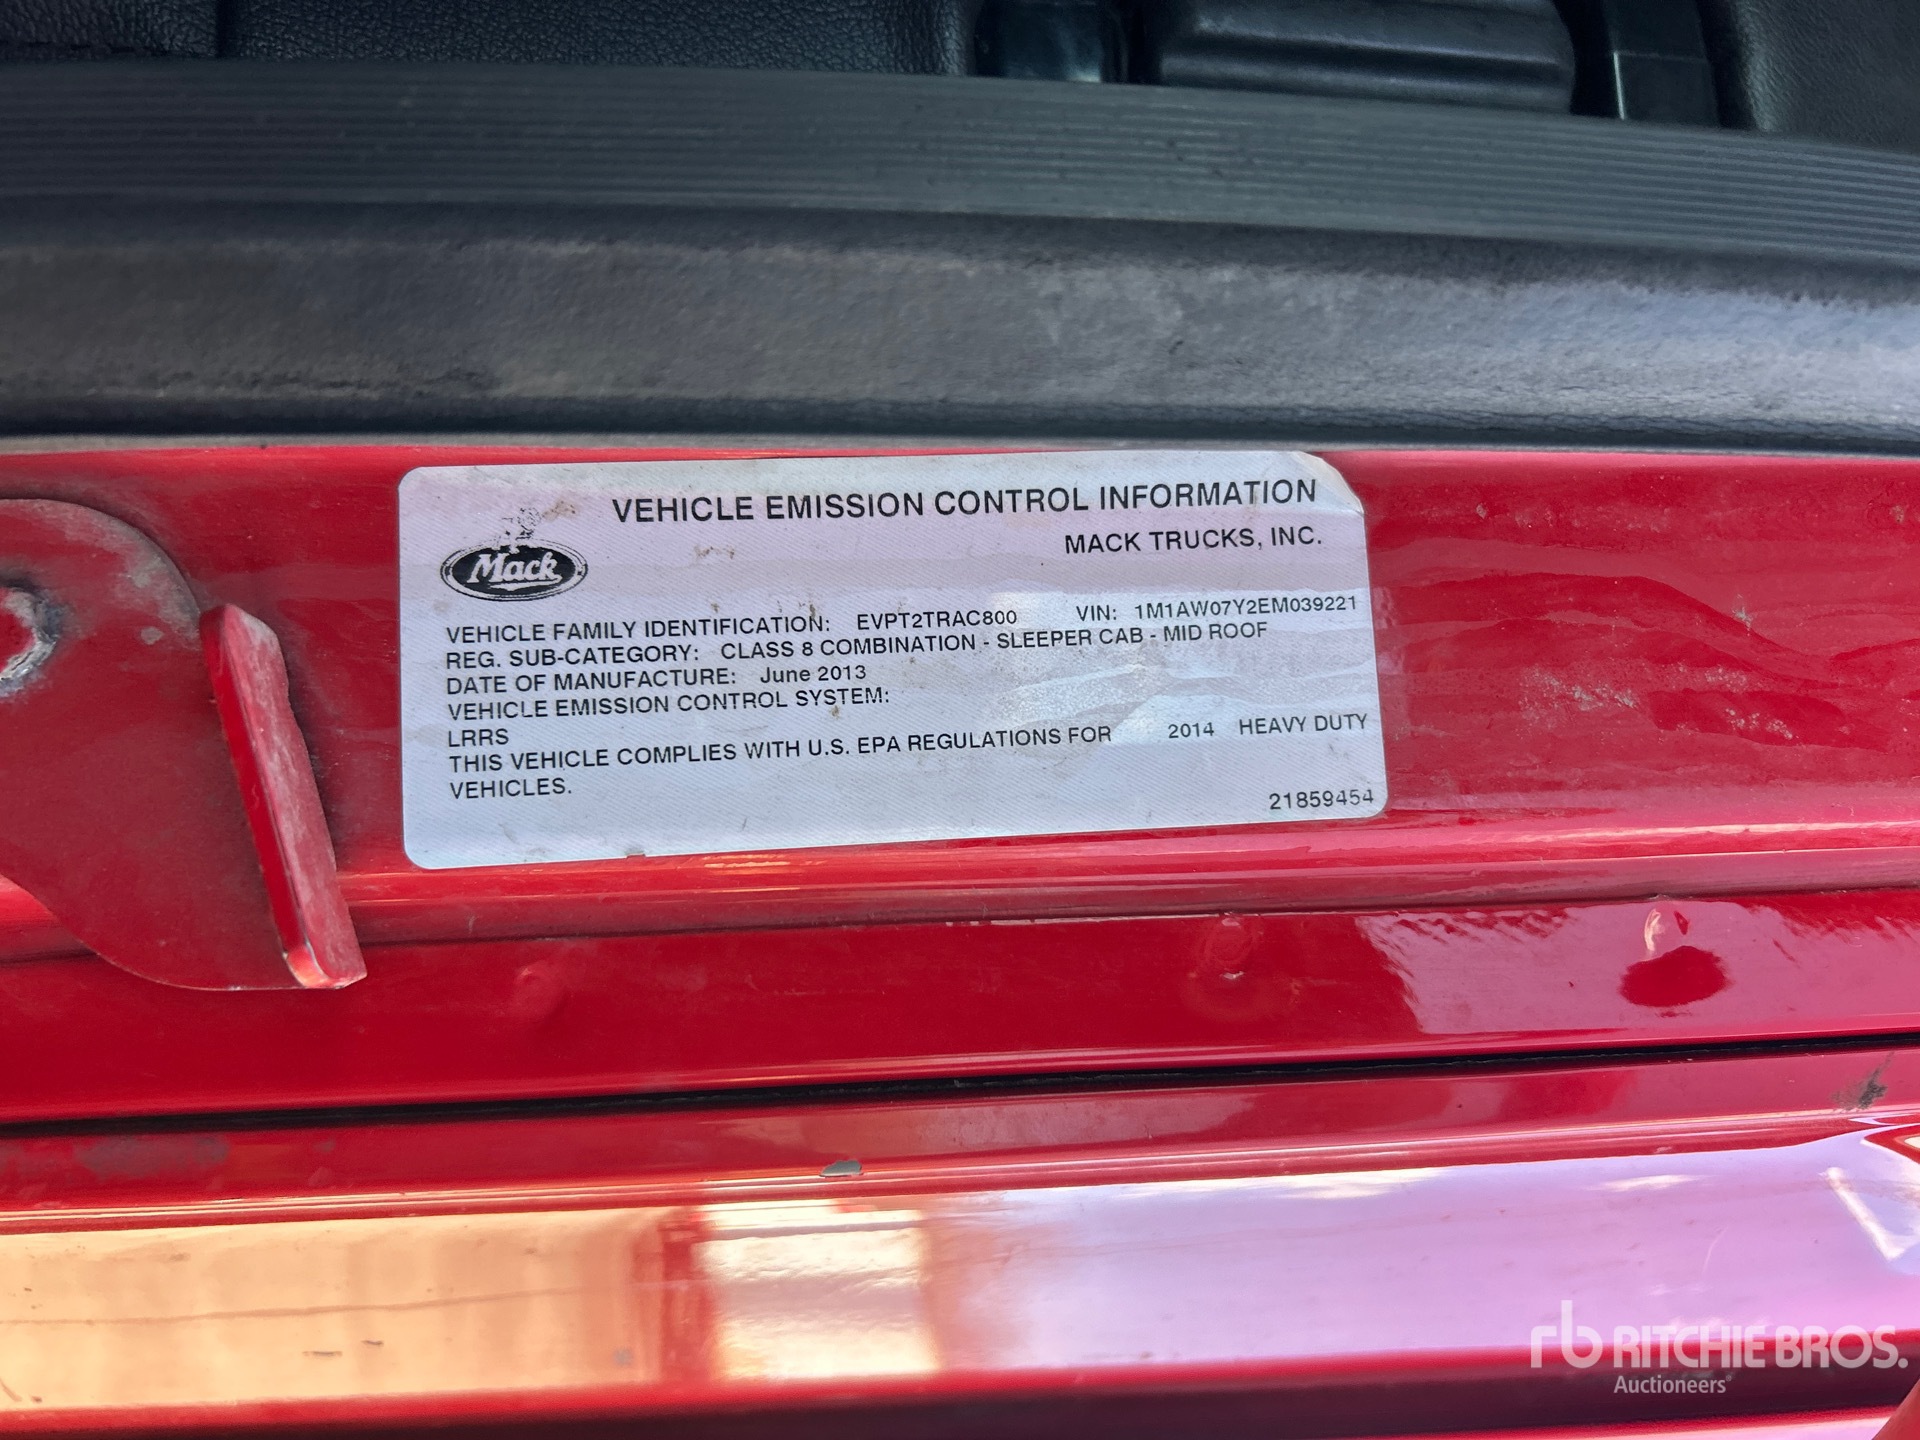 VEHICLE EMISSION CONTROL INFORMATION
MACK TRUCKS, INC.
Mack
VEHICLE FAMILY IDENTIFICATION: EVPT2TRAC800 VIN: 1M1AW07Y2EM039221
REG. SUB-CATEGORY: CLASS 8 COMBINATION - SLEEPER CAB - MID ROOF
DATE OF MANUFACTURE: June 2013
VEHICLE EMISSION CONTROL SYSTEM:
LRRS
THIS VEHICLE COMPLIES WITH U.S. EPA REGULATIONS FOR 2014 HEAVY DUTY
VEHICLES.
21859454
rb RITCHIE BROS.
Auctioneers